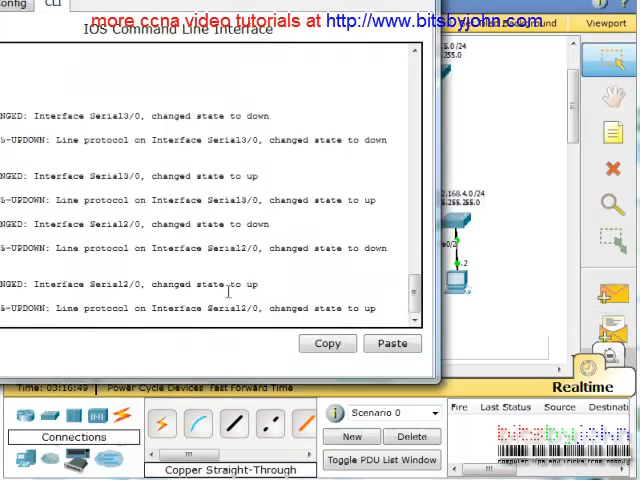 more ccna video tutorials at http://www.bitsbyjohn.com
Config CLI
Viewport
IOS Command Line Interface
NGED: Interface Serial3/0, changed state to down
5-UPDOWN: Line protocol on Interface Serial3/0, changed state to down
NGED: Interface Serial3/0, changed state to up
5-UPDOWN: Line protocol on Interface Serial3/0, changed state to up
NGED: Interface Serial2/0, changed state to down
5-UPDOWN: Line protocol on Interface Serial2/0, changed state to down
NGED: Interface Serial2/0, changed state to up
5-UPDOWN: Line protocol on Interface Serial2/0, changed state to up
Copy Paste
5.0 /24
255.0
2.168.4.0/24
255.255.0
.2
Time: 03:16:49 Power Cycle Devices Fast Forward Time
Realtime
Connections
Copper Straight-Through
Scenario 0
New Delete
Toggle PDU List Window
Fire Last Status Source Destinati
bitsbyjohn